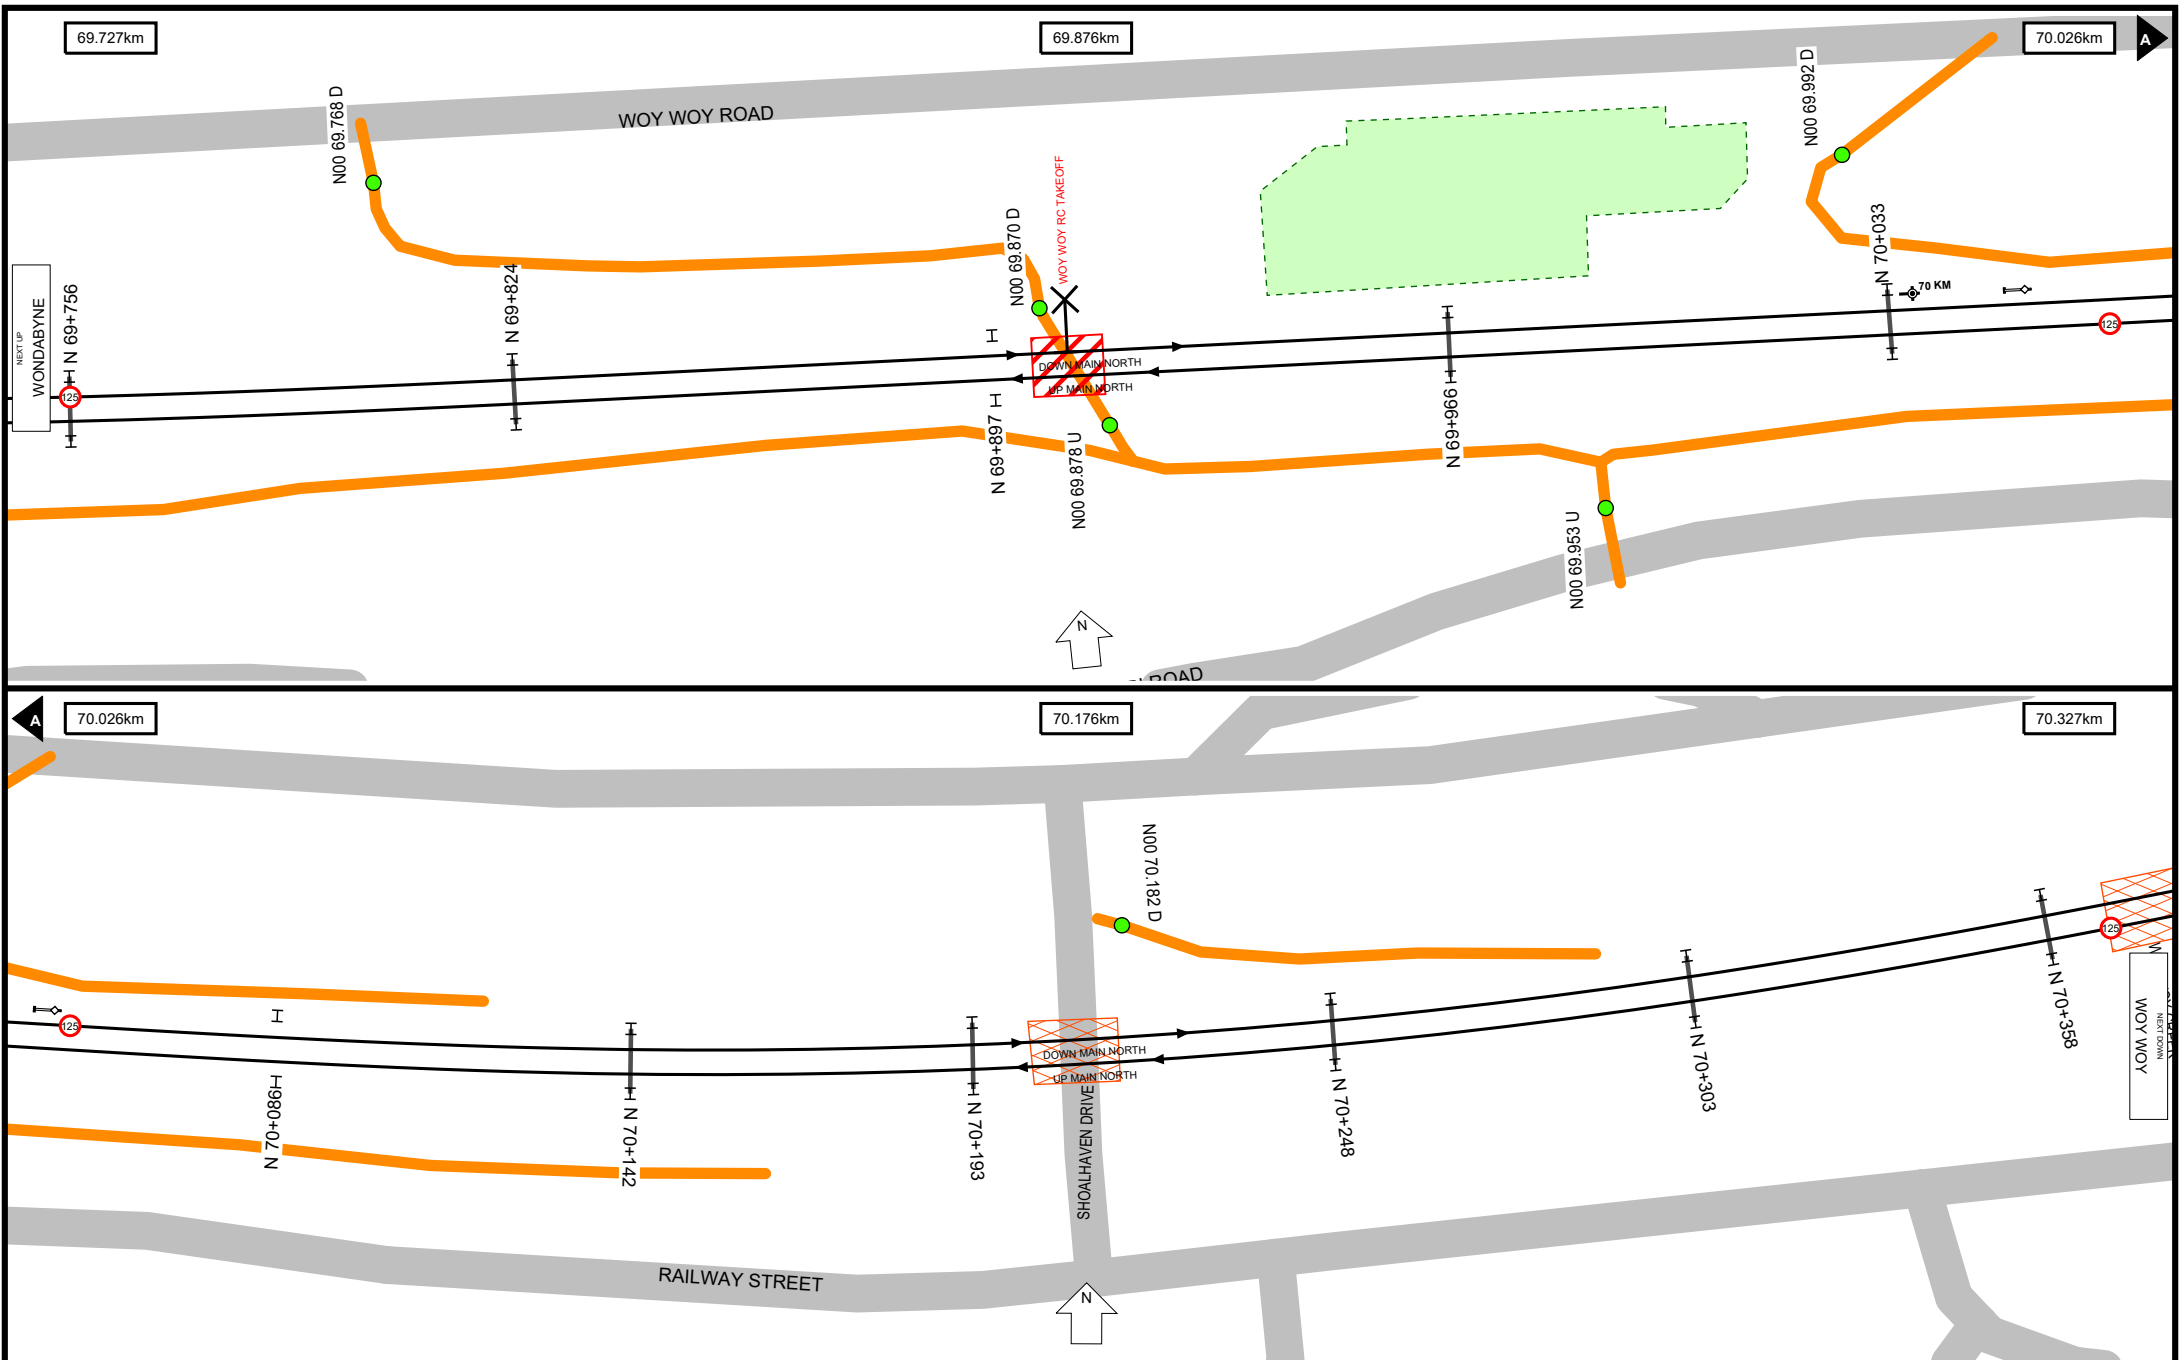 69.727km
69.876km
70.026km
A
WOY WOY ROAD
N00 69.768 D
N00 69.992 D
WOY WOY RC TAKEOFF
N00 69.870 D
N 70+033
70 KM
NEXT UP
WONDABYNE
N 69+756
N 69+824
125
125
DOWN MAIN NORTH
UP MAIN NORTH
N 69+897
N00 69.878 U
N 69+966
N00 69.953 U
N
ROAD
A
70.026km
70.176km
70.327km
N00 70.182 D
125
125
DOWN MAIN NORTH
UP MAIN NORTH
N 70+086
N 70+142
N 70+193
SHOALHAVEN DRIVE
N 70+248
N 70+303
N 70+358
NEXT DOWN
WOY WOY
RAILWAY STREET
N